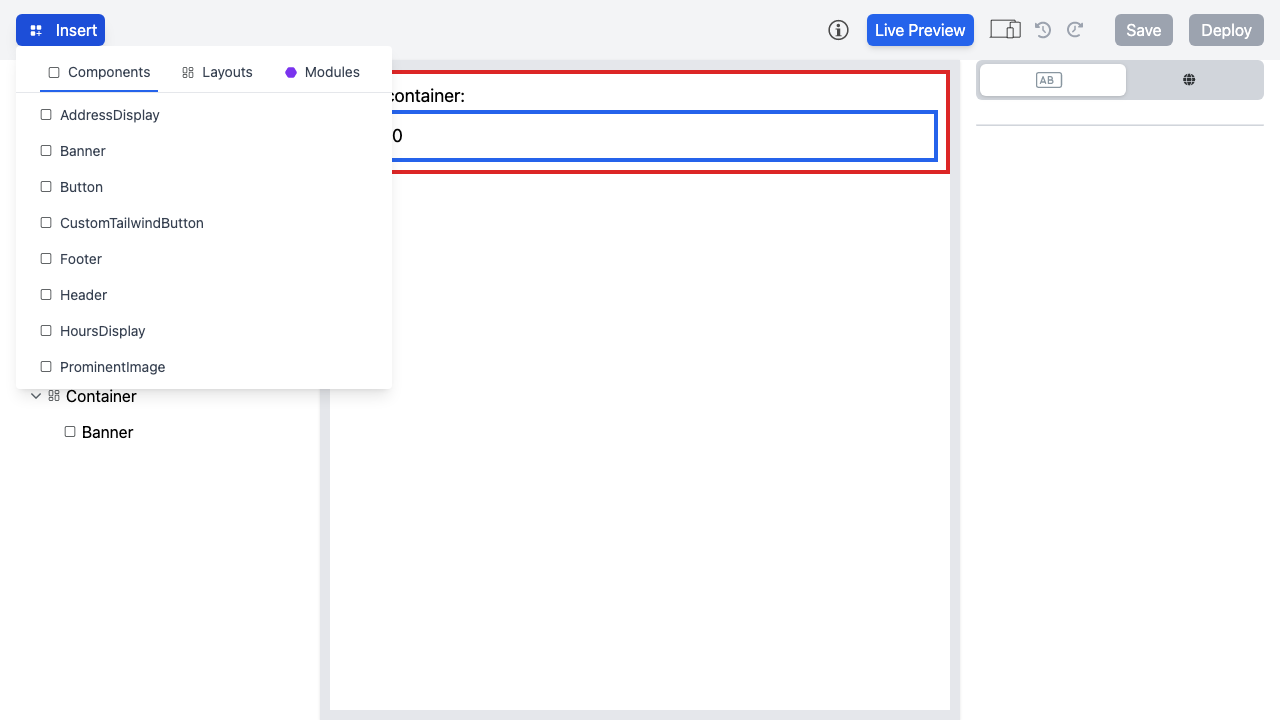 Insert
Live Preview
Save
Deploy
Components
Layouts
Modules
AB
AddressDisplay
Banner
Button
CustomTailwindButton
Footer
Header
HoursDisplay
ProminentImage
container:
0
Container
Banner